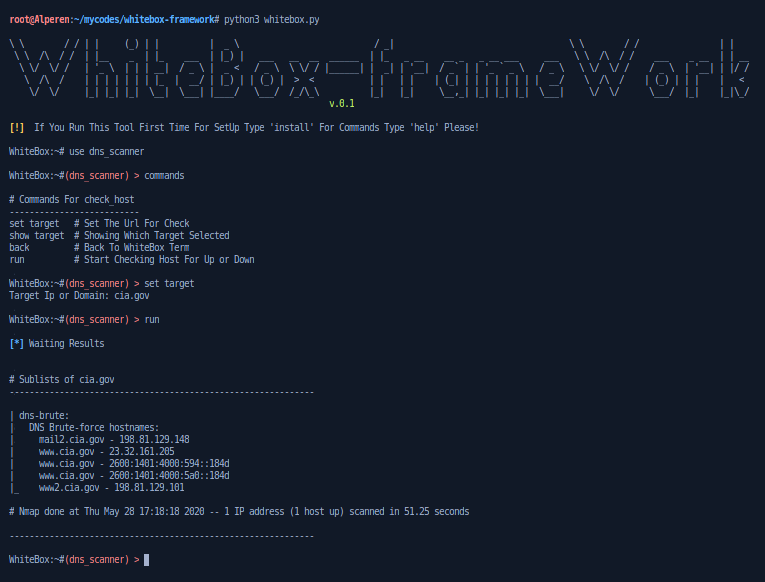 root@Alperen:~/mycodes/whitebox-framework# python3 whitebox.py
WhiteBox-frameWork
v.0.1
[!] If You Run This Tool First Time For SetUp Type 'install' For Commands Type 'help' Please!
WhiteBox:~# use dns_scanner
WhiteBox:~#(dns_scanner) > commands
# Commands For check_host
--------------------------
set target # Set The Url For Check
show target # Showing Which Target Selected
back # Back To WhiteBox Term
run # Start Checking Host For Up or Down
WhiteBox:~#(dns_scanner) > set target
Target Ip or Domain: cia.gov
WhiteBox:~#(dns_scanner) > run
[*] Waiting Results
# Sublists of cia.gov
-------------------------------------------------------------
| dns-brute:
| DNS Brute-force hostnames:
| mail2.cia.gov - 198.81.129.148
| www.cia.gov - 23.32.161.205
| www.cia.gov - 2600:1401:4000:594::184d
| www.cia.gov - 2600:1401:4000:5a0::184d
|_ www2.cia.gov - 198.81.129.101
# Nmap done at Thu May 28 17:18:18 2020 -- 1 IP address (1 host up) scanned in 51.25 seconds
-------------------------------------------------------------
WhiteBox:~#(dns_scanner) >